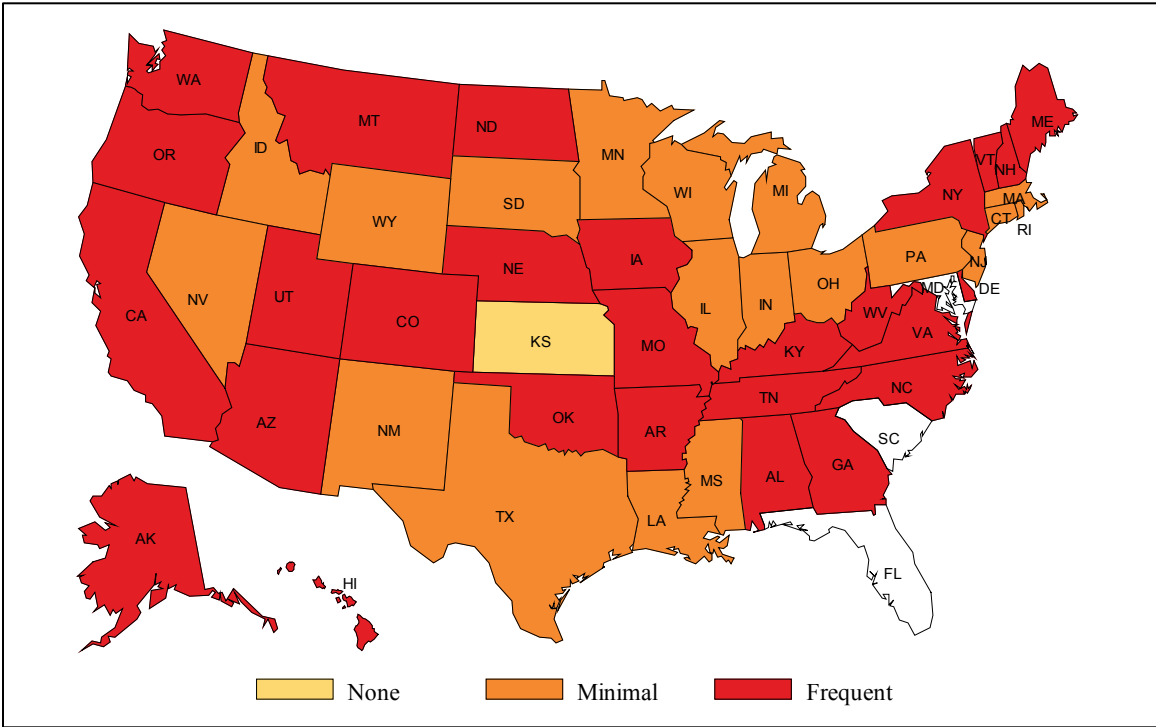 WA
MT
ND
MN
ME
OR
ID
VT
NH
WI
MI
NY
MA
SD
WY
CT
RI
PA
NE
IA
NJ
OH
NV
UT
IL
IN
MD
DE
CA
CO
KS
MO
WV
VA
KY
NC
TN
AZ
NM
OK
AR
SC
GA
AL
MS
TX
LA
AK
FL
HI
None Minimal Frequent